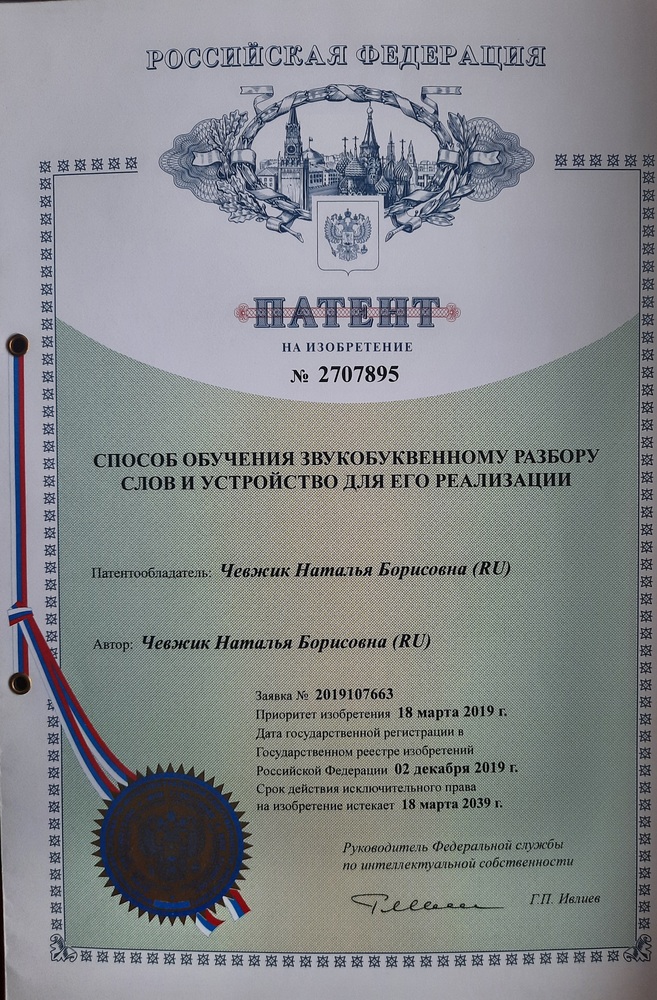 РОССИЙСКАЯ ФЕДЕРАЦИЯ
ПАТЕНТ
НА ИЗОБРЕТЕНИЕ
№ 2707895
СПОСОБ ОБУЧЕНИЯ ЗВУКОБУКВЕННОМУ РАЗБОРУ
СЛОВ И УСТРОЙСТВО ДЛЯ ЕГО РЕАЛИЗАЦИИ
Патентообладатель: Чевжик Наталья Борисовна (RU)
Автор: Чевжик Наталья Борисовна (RU)
Заявка № 2019107663
Приоритет изобретения 18 марта 2019 г.
Дата государственной регистрации в
Государственном реестре изобретений
Российской Федерации 02 декабря 2019 г.
Срок действия исключительного права
на изобретение истекает 18 марта 2039 г.
Руководитель Федеральной службы
по интеллектуальной собственности
Г.П. Ивлиев